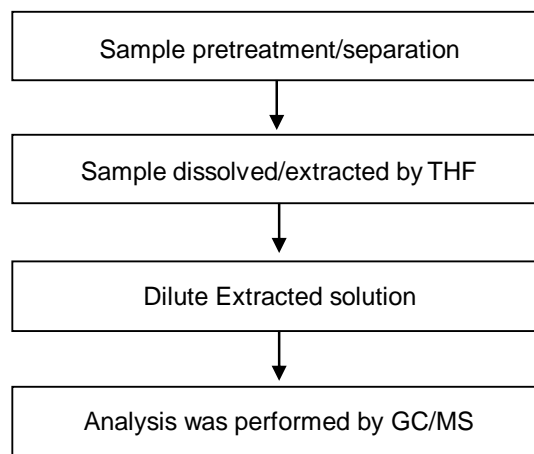 Sample pretreatment/separation
Sample dissolved/extracted by THF
Dilute Extracted solution
Analysis was performed by GC/MS